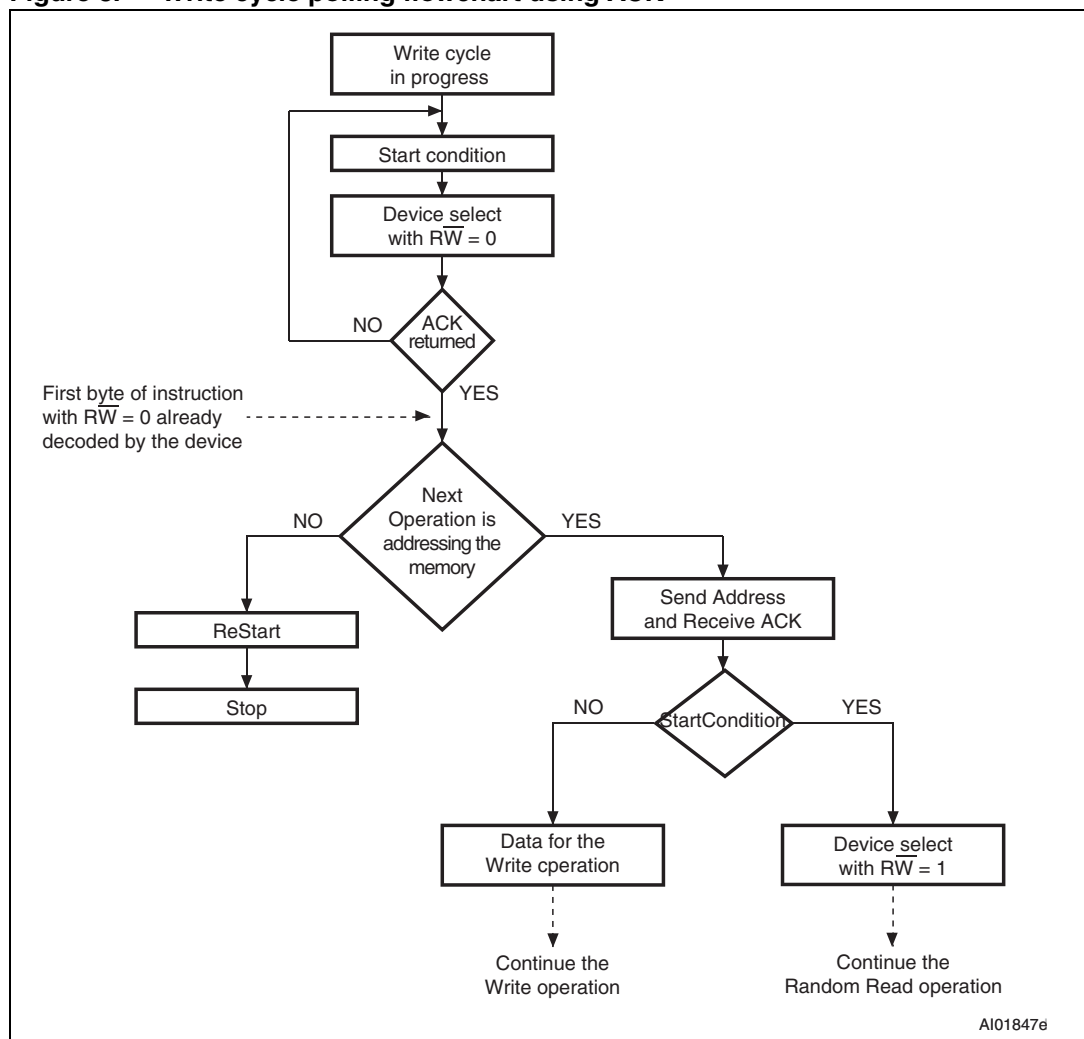 Write cycle
in progress
Start condition
Device select
with RW̅ = 0
NO
ACK
returned
YES
First byte of instruction
with RW̅ = 0 already
decoded by the device
NO
Next
Operation is
addressing the
memory
YES
Send Address
and Receive ACK
ReStart
Stop
NO
StartCondition
YES
Data for the
Write cperation
Device select
with RW̅ = 1
Continue the
Write operation
Continue the
Random Read operation
AI01847e